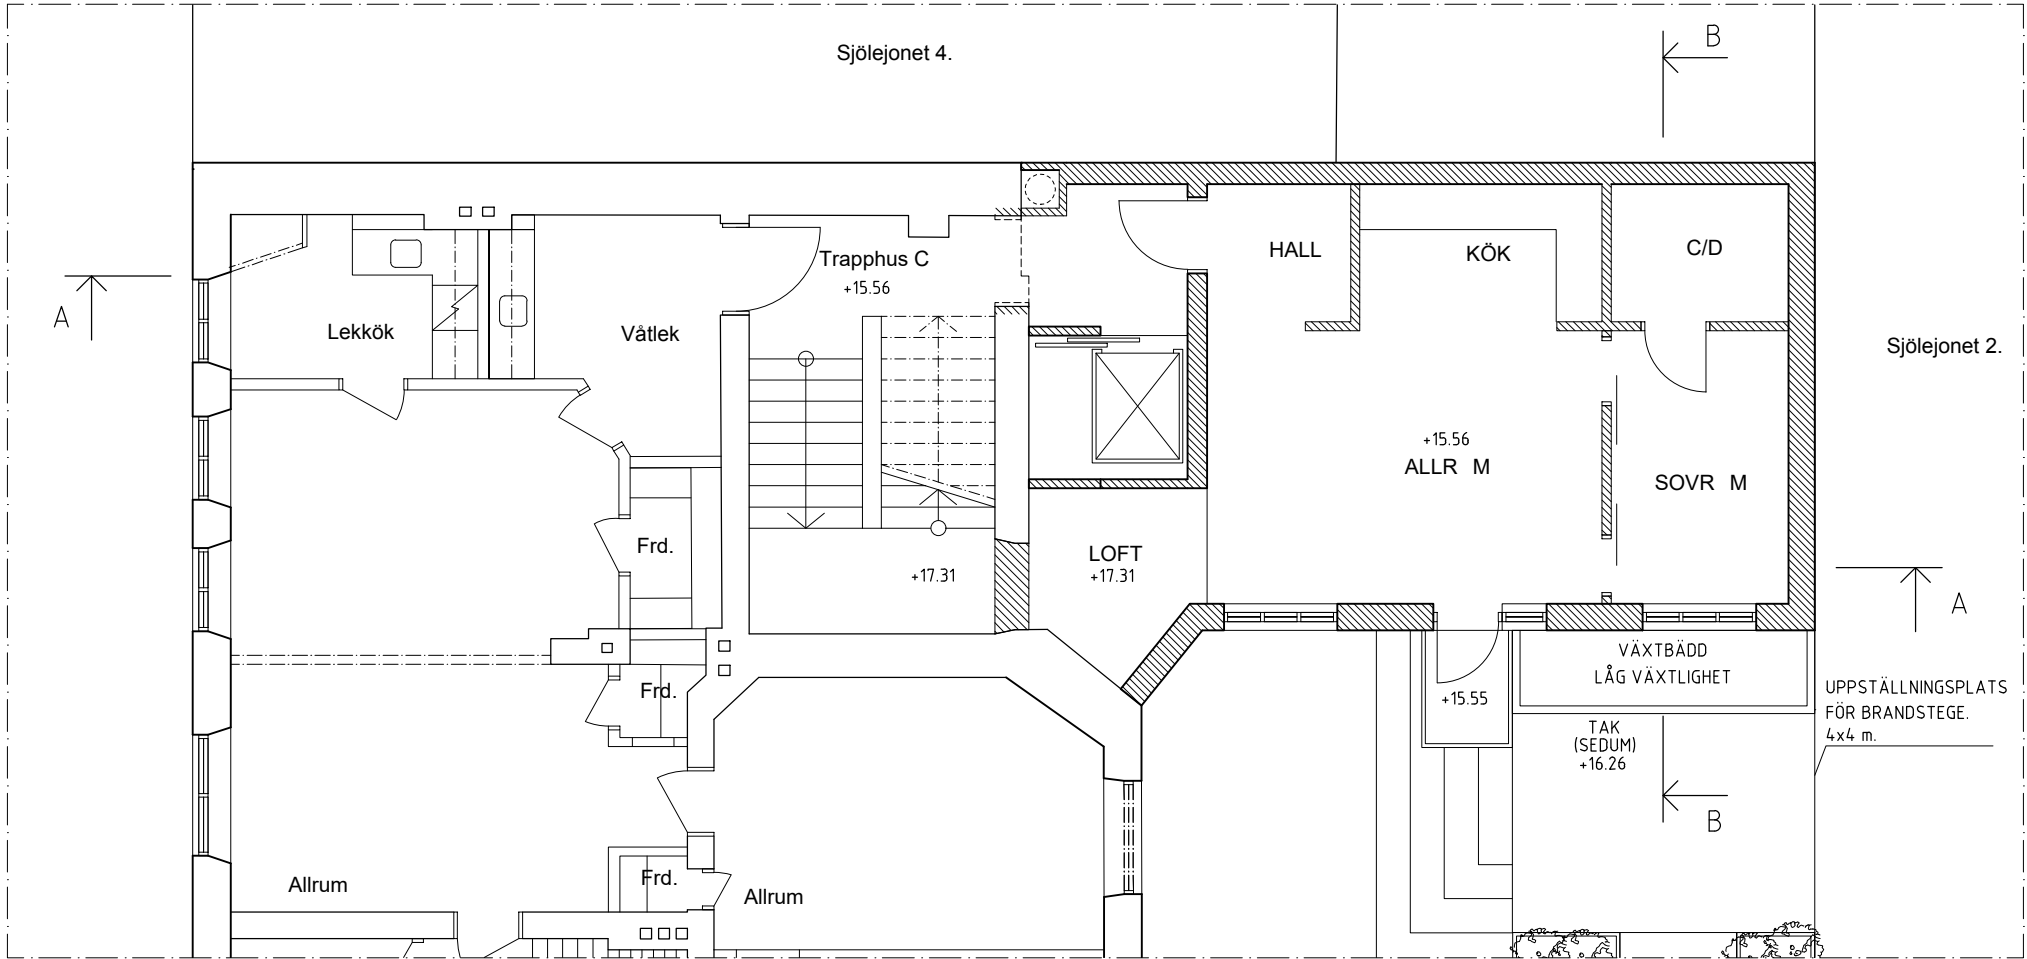 Sjölejonet 4.
B
HALL
KÖK
C/D
Trapphus C
+15.56
A
Lekkök
Våtlek
Sjölejonet 2.
+15.56
ALLR M
SOVR M
Frd.
LOFT
+17.31
+17.31
A
VÄXTBÄDD
LÅG VÄXTLIGHET
Frd.
+15.55
UPPSTÄLLNINGSPLATS
FÖR BRANDSTEGE.
4x4 m.
TAK
(SEDUM)
+16.26
B
Frd.
Allrum
Allrum